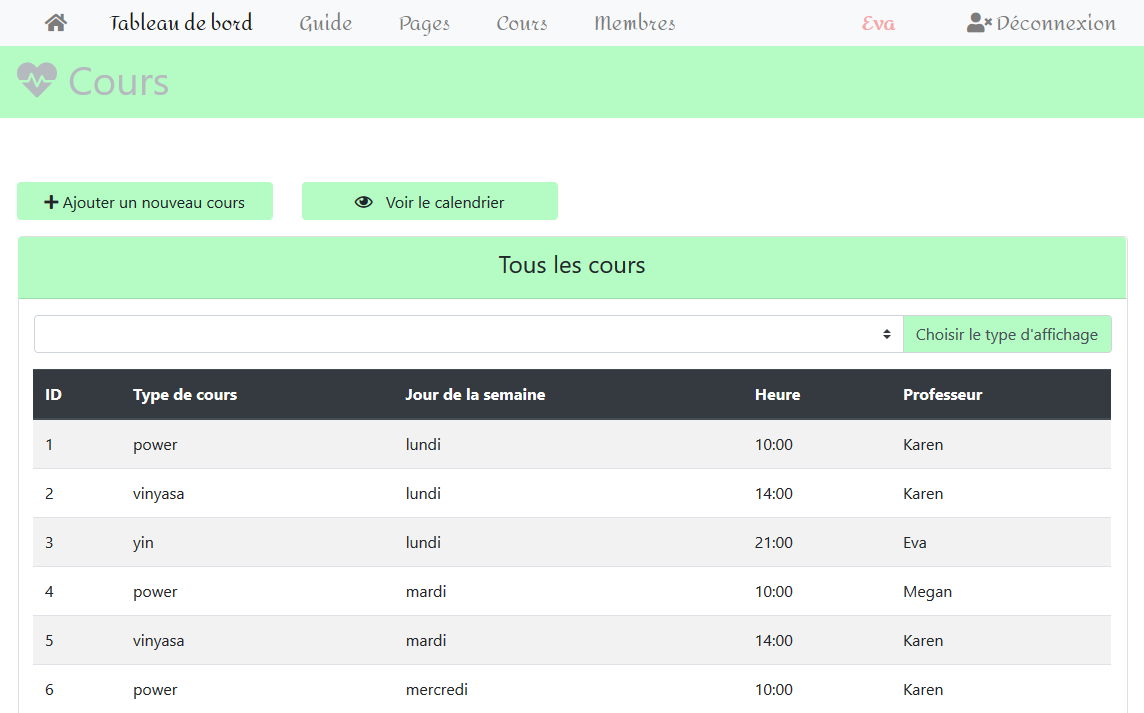 Tableau de bord Guide Pages Cours Membres Eva Déconnexion
Cours
Ajouter un nouveau cours Voir le calendrier
Tous les cours
Choisir le type d'affichage
ID Type de cours Jour de la semaine Heure Professeur
1 power lundi 10:00 Karen
2 vinyasa lundi 14:00 Karen
3 yin lundi 21:00 Eva
4 power mardi 10:00 Megan
5 vinyasa mardi 14:00 Karen
6 power mercredi 10:00 Karen